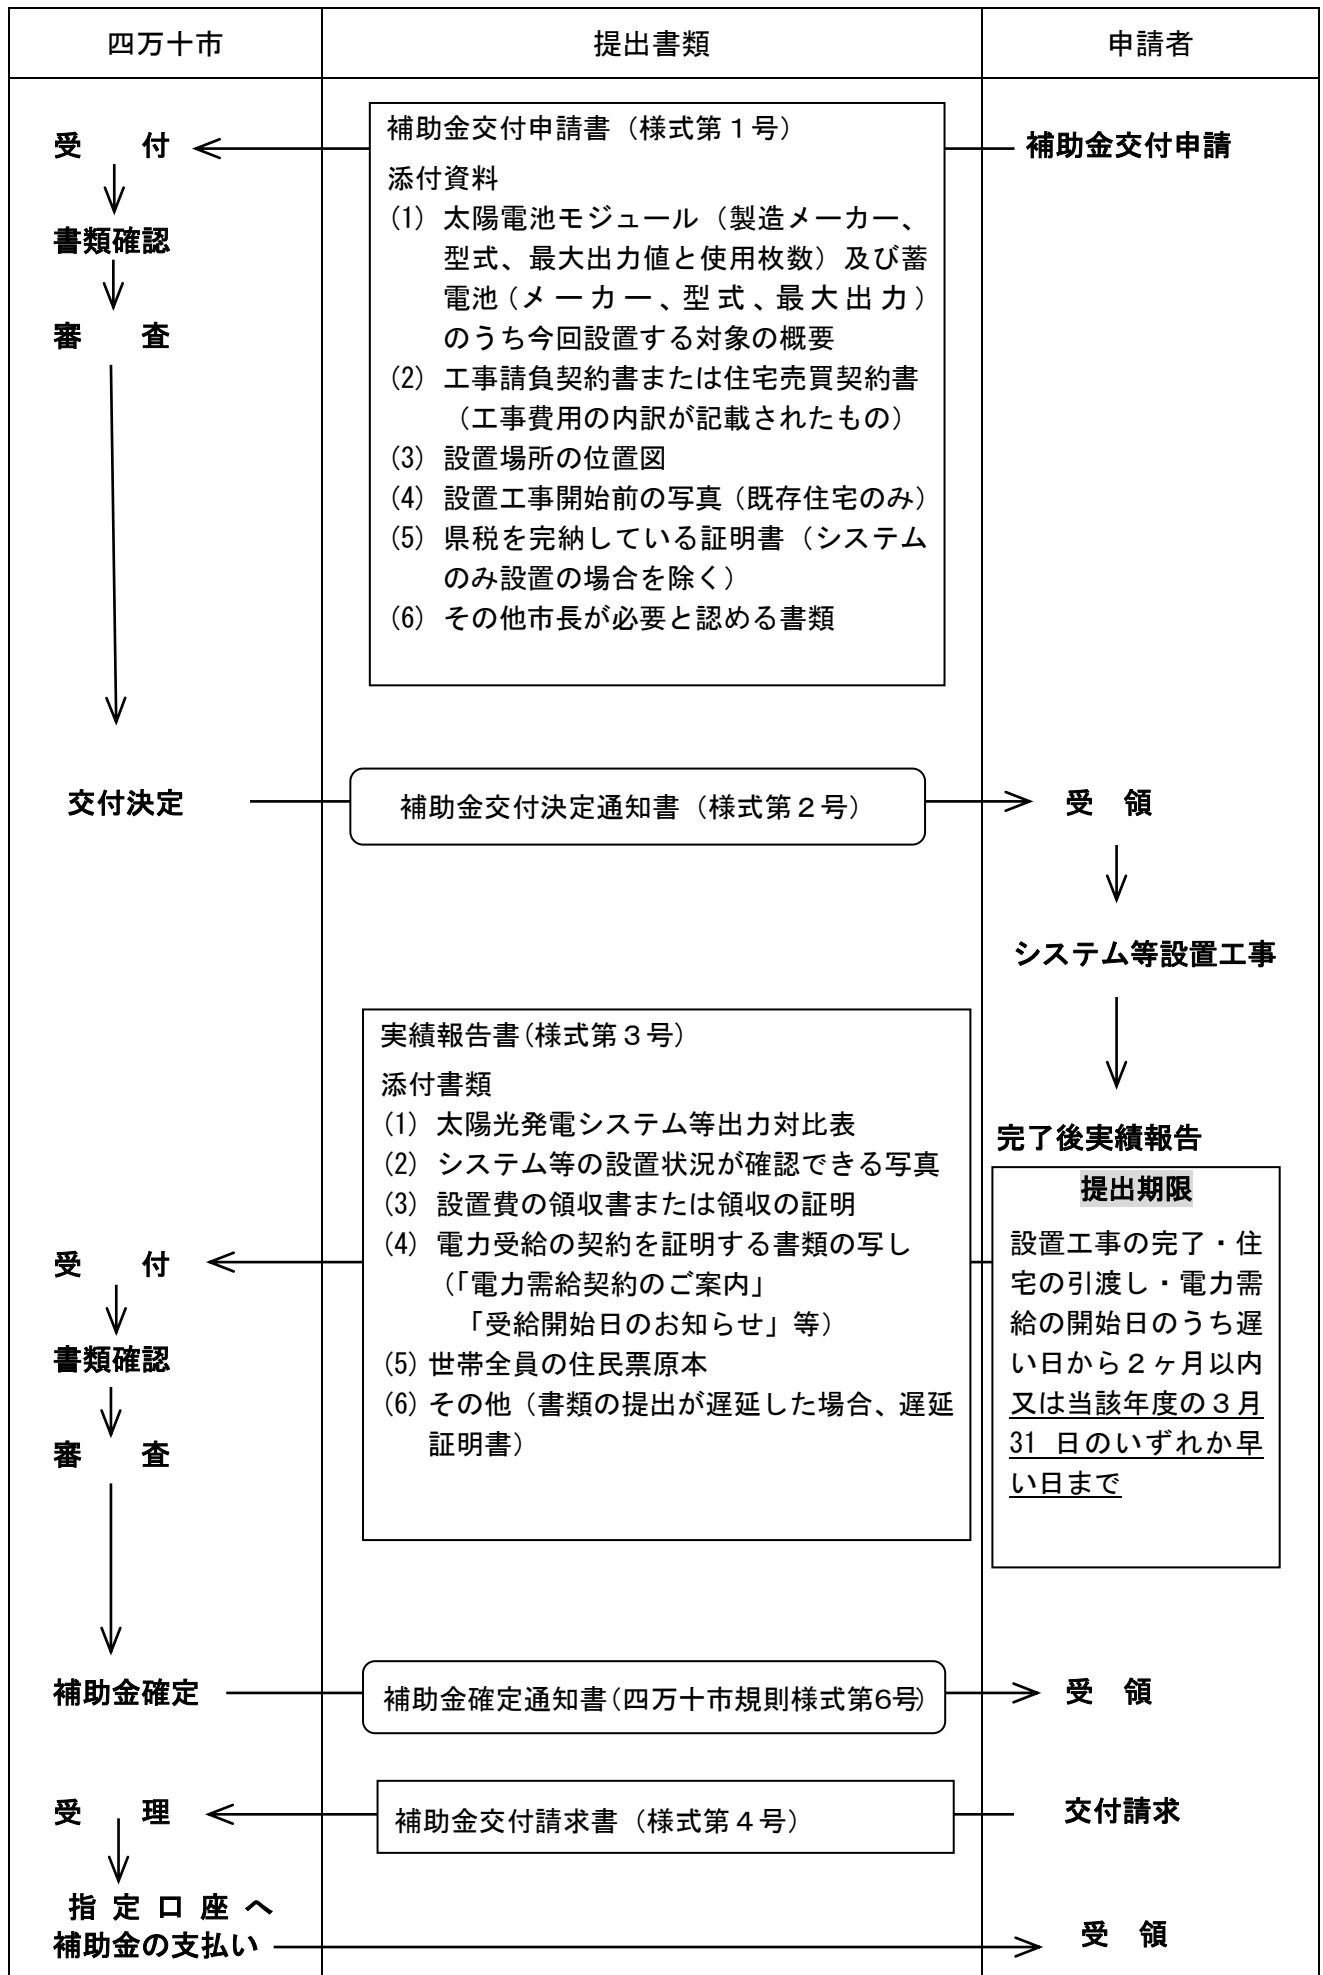 四万十市
提出書類
申請者
受　　付
補助金交付申請書（様式第１号）
補助金交付申請
添付資料
(1) 太陽電池モジュール（製造メーカー、
型式、最大出力値と使用枚数）及び蓄
電池（メーカー、型式、最大出力）
のうち今回設置する対象の概要
(2) 工事請負契約書または住宅売買契約書
（工事費用の内訳が記載されたもの）
(3) 設置場所の位置図
(4) 設置工事開始前の写真（既存住宅のみ）
(5) 県税を完納している証明書（システム
のみ設置の場合を除く）
(6) その他市長が必要と認める書類
書類確認
審　　査
交付決定
補助金交付決定通知書（様式第２号）
受　領
システム等設置工事
完了後実績報告
実績報告書（様式第３号）
添付書類
(1) 太陽光発電システム等出力対比表
(2) システム等の設置状況が確認できる写真
(3) 設置費の領収書または領収の証明
(4) 電力受給の契約を証明する書類の写し
（「電力需給契約のご案内」
「受給開始日のお知らせ」等）
(5) 世帯全員の住民票原本
(6) その他（書類の提出が遅延した場合、遅延
証明書）
提出期限
設置工事の完了・住
宅の引渡し・電力需
給の開始日のうち遅
い日から２ヶ月以内
又は当該年度の３月
31 日のいずれか早
い日まで
受　　付
書類確認
審　　査
補助金確定
補助金確定通知書（四万十市規則様式第6号）
受　領
受　　理
補助金交付請求書（様式第４号）
交付請求
指定口座へ
補助金の支払い
受　領